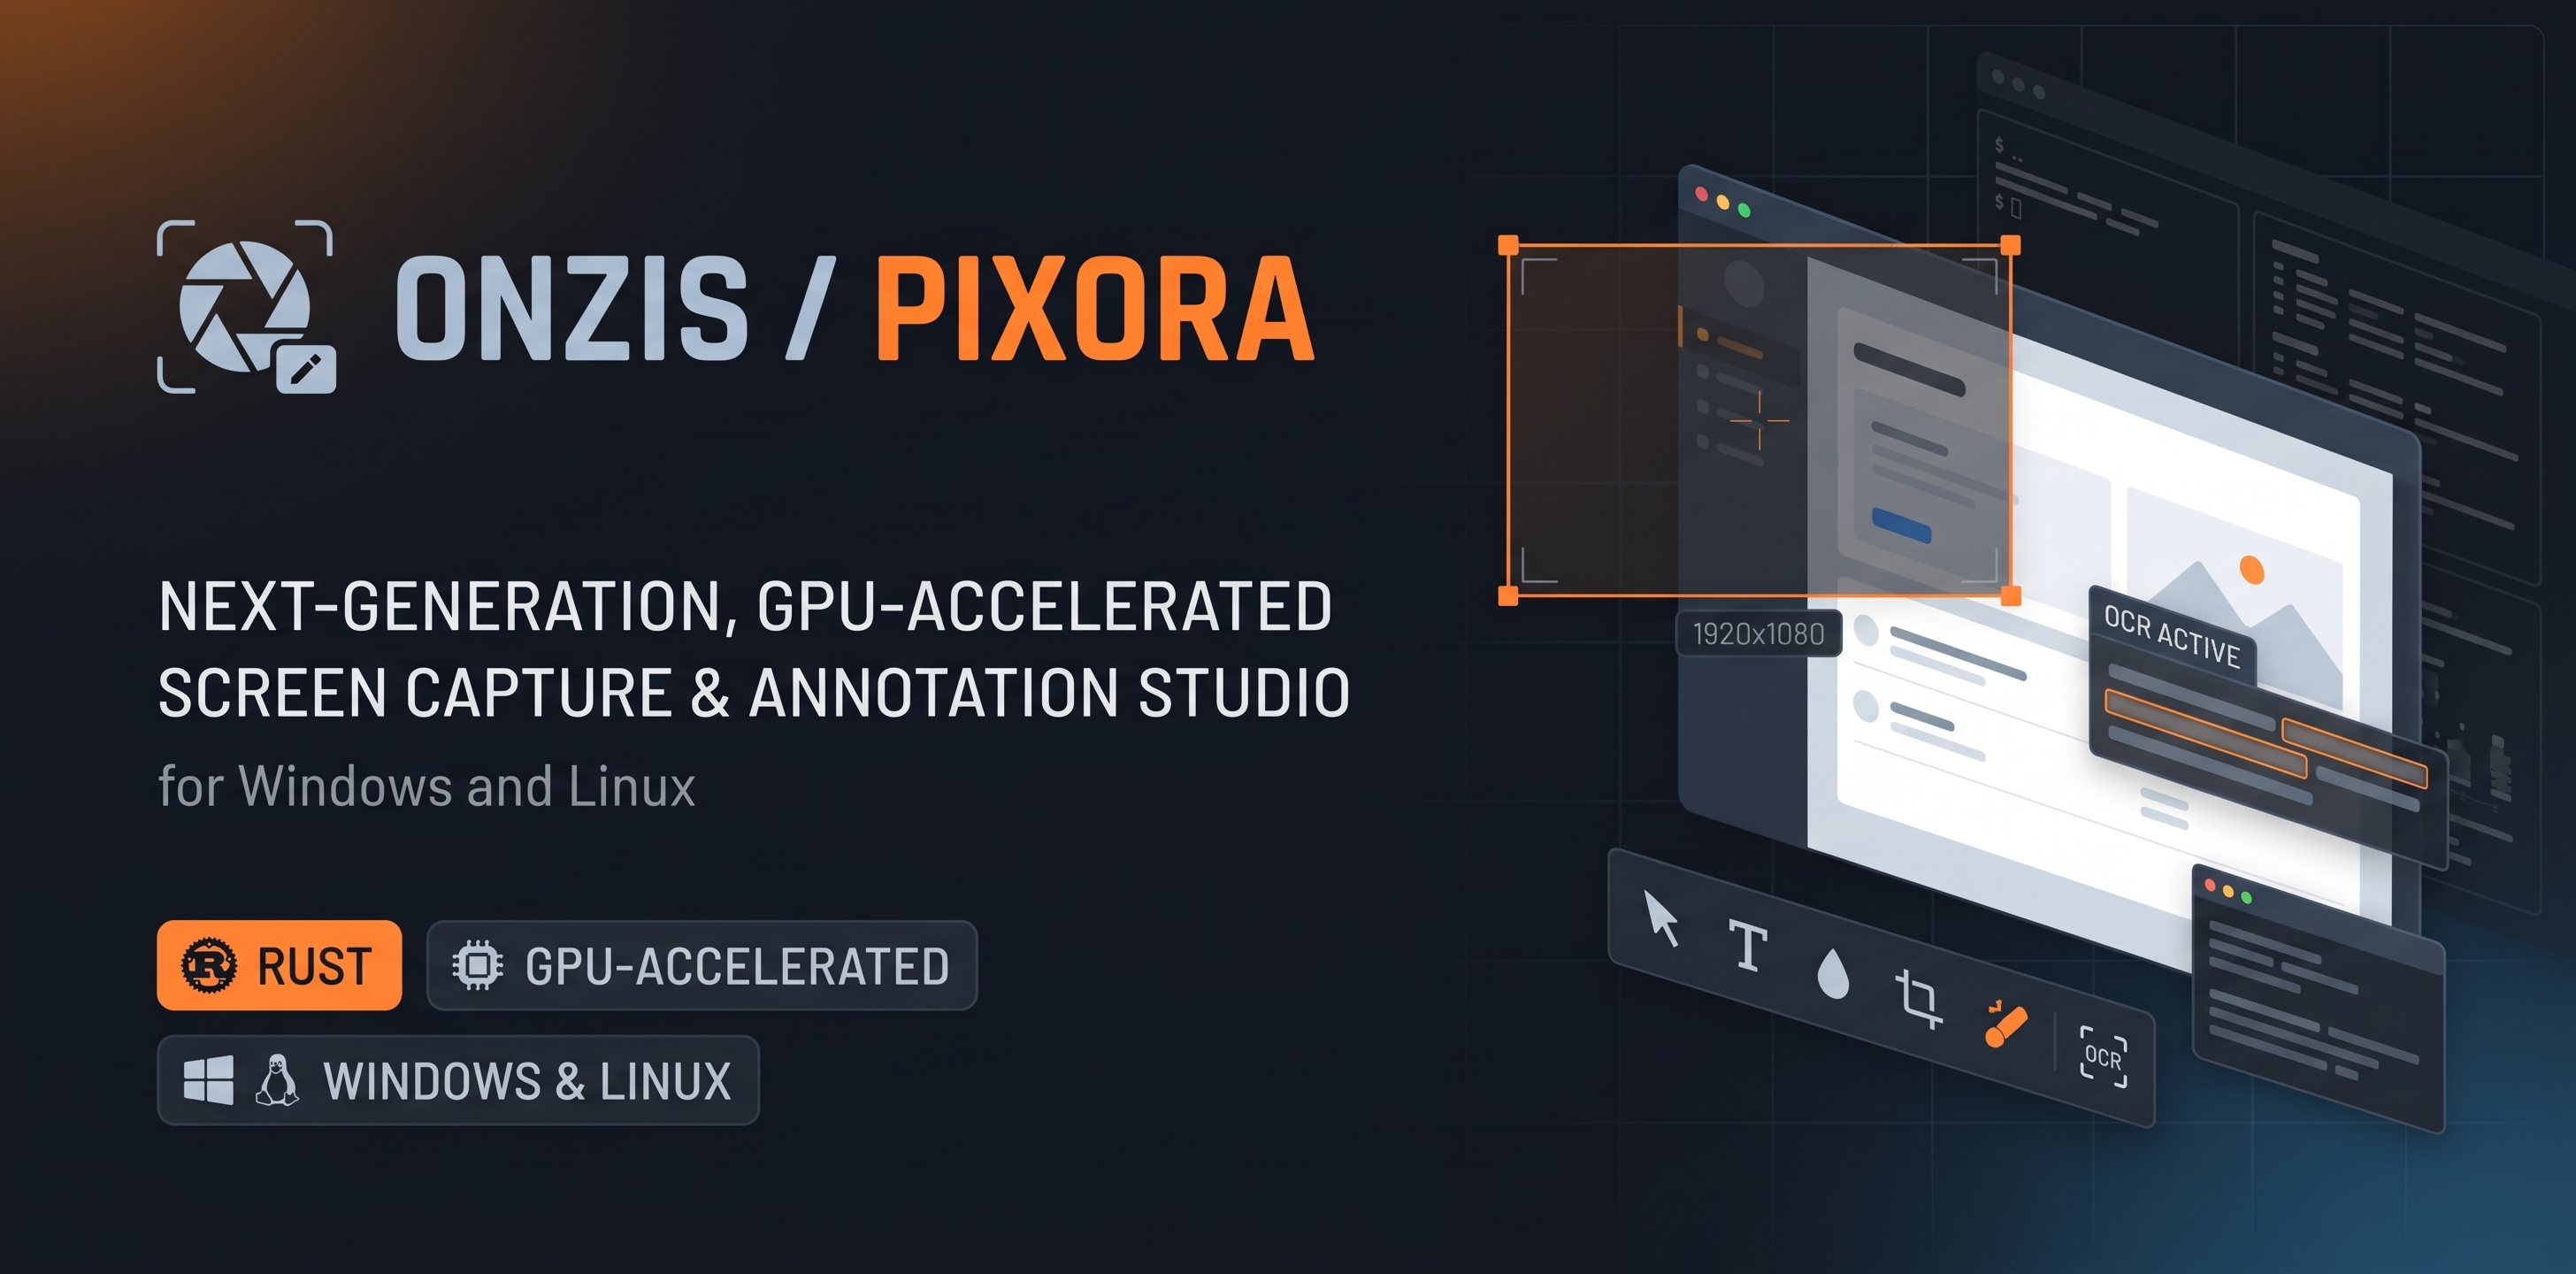 ONZIS / PIXORA
NEXT-GENERATION, GPU-ACCELERATED
SCREEN CAPTURE & ANNOTATION STUDIO
for Windows and Linux
RUST
GPU-ACCELERATED
WINDOWS & LINUX
$
$
1920x1080
OCR ACTIVE
T
OCR